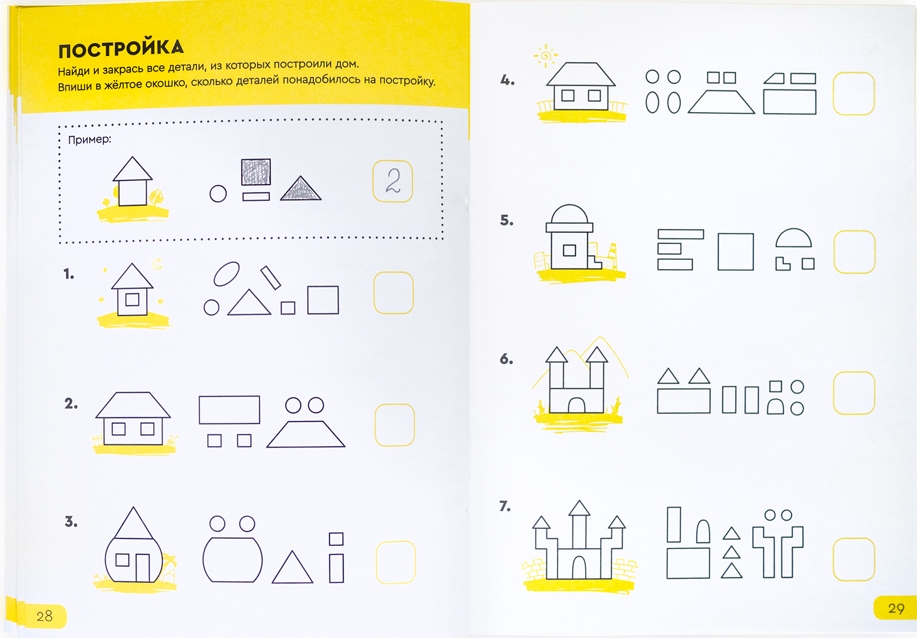 ПОСТРОЙКА
Найди и закрась все детали, из которых построили дом.
Впиши в жёлтое окошко, сколько деталей понадобилось на постройку.
Пример:
2
1.
2.
3.
28
4.
5.
6.
7.
29